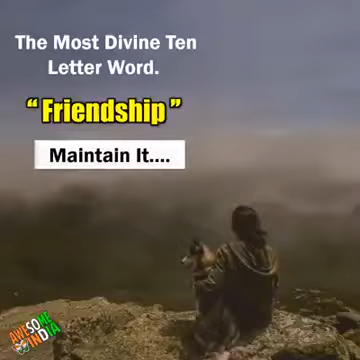 The Most Divine Ten
Letter Word.
“ Friendship ”
Maintain It....
AWESOME
INDIA